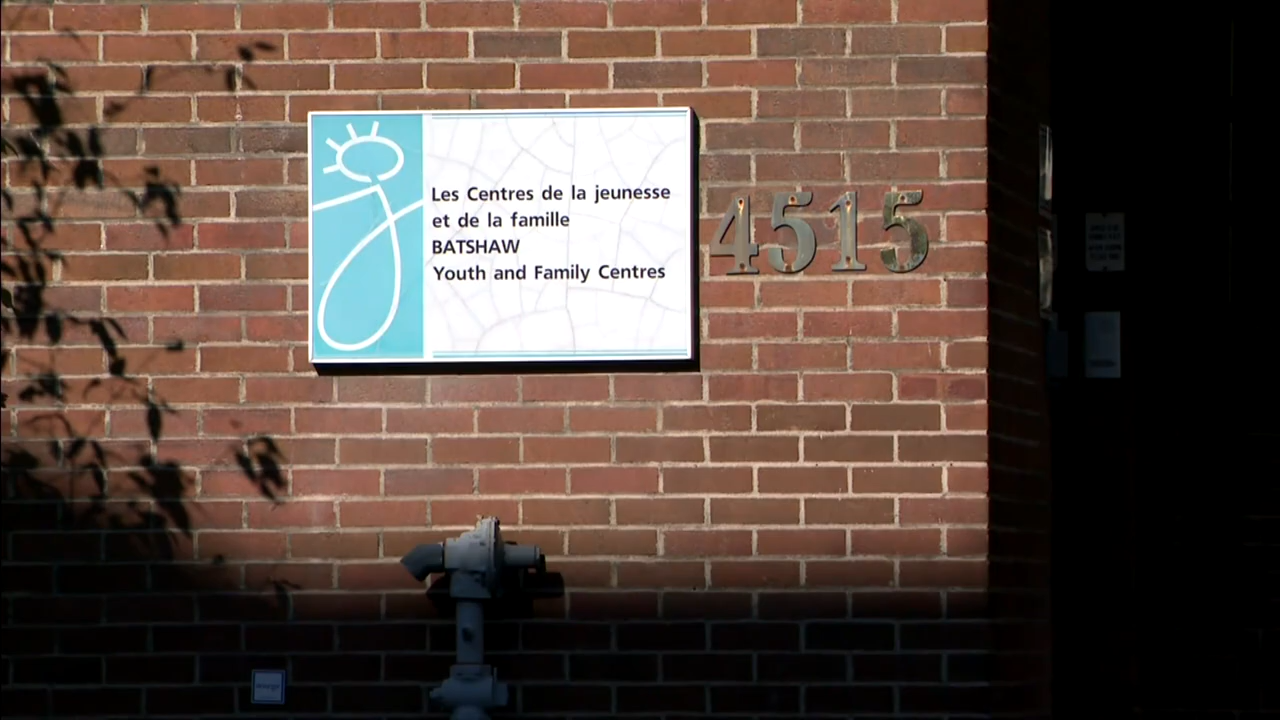 Les Centres de la jeunesse
et de la famille
BATSHAW
Youth and Family Centres
4515